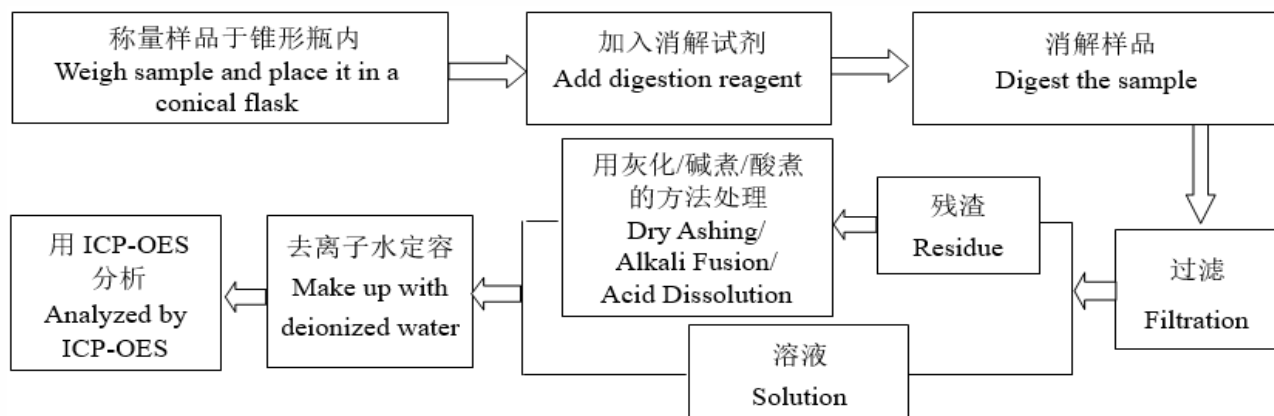 称量样品于锥形瓶内
Weigh sample and place it in a
conical flask
加入消解试剂
Add digestion reagent
消解样品
Digest the sample
过滤
Filtration
残渣
Residue
溶液
Solution
用灰化/碱煮/酸煮
的方法处理
Dry Ashing/
Alkali Fusion/
Acid Dissolution
去离子水定容
Make up with
deionized water
用 ICP-OES
分析
Analyzed by
ICP-OES